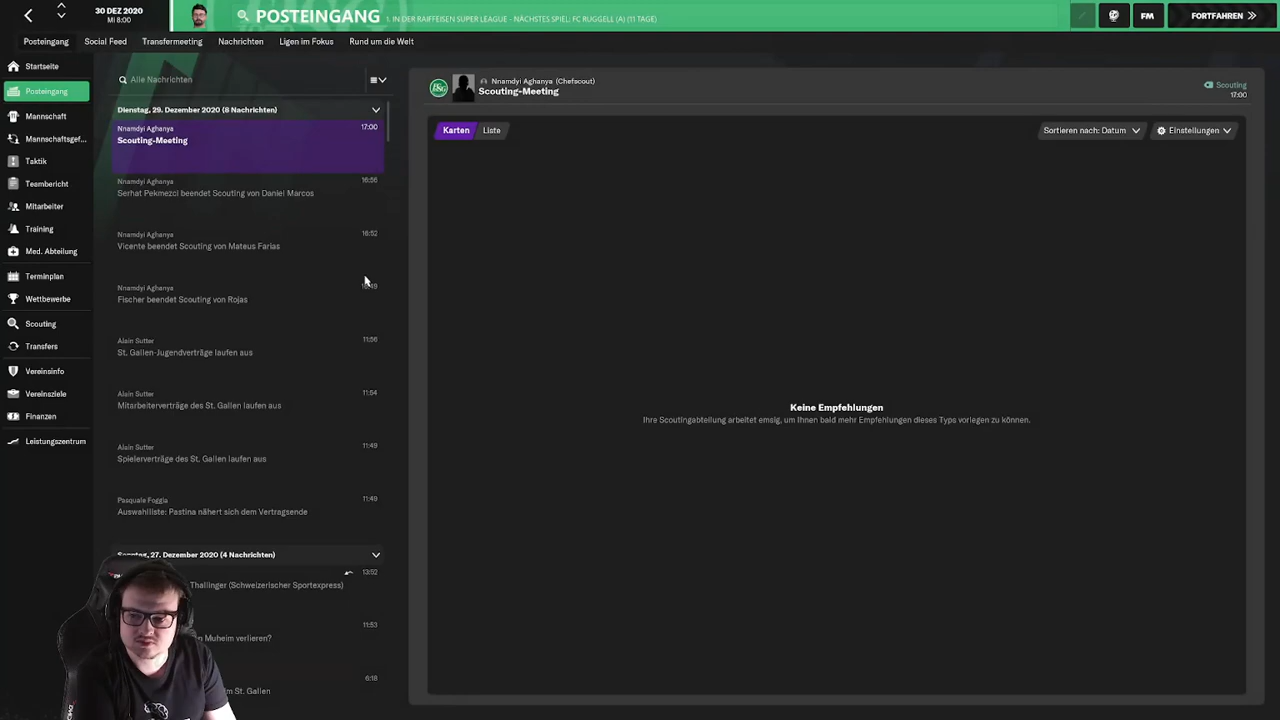 30 DEZ 2020
MI 8:00
POSTEINGANG
1. IN DER RAIFFEISEN SUPER LEAGUE - NÄCHSTES SPIEL: FC RUGGELL (A) (11 TAGE)
FM
FORTFAHREN
Posteingang
Social Feed
Transfermeeting
Nachrichten
Ligen im Fokus
Rund um die Welt
Startseite
Posteingang
Mannschaft
Mannschaftsgef...
Taktik
Teambericht
Mitarbeiter
Training
Med. Abteilung
Terminplan
Wettbewerbe
Scouting
Transfers
Vereinsinfo
Vereinsziele
Finanzen
Leistungszentrum
Alle Nachrichten
Dienstag, 29. Dezember 2020 (8 Nachrichten)
Nnamdyi Aghanya
17:00
Scouting-Meeting
Nnamdyi Aghanya
16:56
Serhat Pekmezci beendet Scouting von Daniel Marcos
Nnamdyi Aghanya
16:52
Vicente beendet Scouting von Mateus Farias
Nnamdyi Aghanya
Fischer beendet Scouting von Rojas
Alain Sutter
11:56
St. Gallen-Jugendverträge laufen aus
Alain Sutter
11:54
Mitarbeiterverträge des St. Gallen laufen aus
Alain Sutter
11:49
Spielerverträge des St. Gallen laufen aus
Pasquale Foggia
11:49
Auswahlliste: Pastina nähert sich dem Vertragsende
Sonntag, 27. Dezember 2020 (4 Nachrichten)
13:52
Thallinger (Schweizerischer Sportexpress)
11:53
Muheim verlieren?
6:18
St. Gallen
Nnamdyi Aghanya (Chefscout)
Scouting-Meeting
Scouting
17:00
Karten
Liste
Sortieren nach: Datum
Einstellungen
Keine Empfehlungen
Ihre Scoutingabteilung arbeitet emsig, um Ihnen bald mehr Empfehlungen dieses Typs vorlegen zu können.